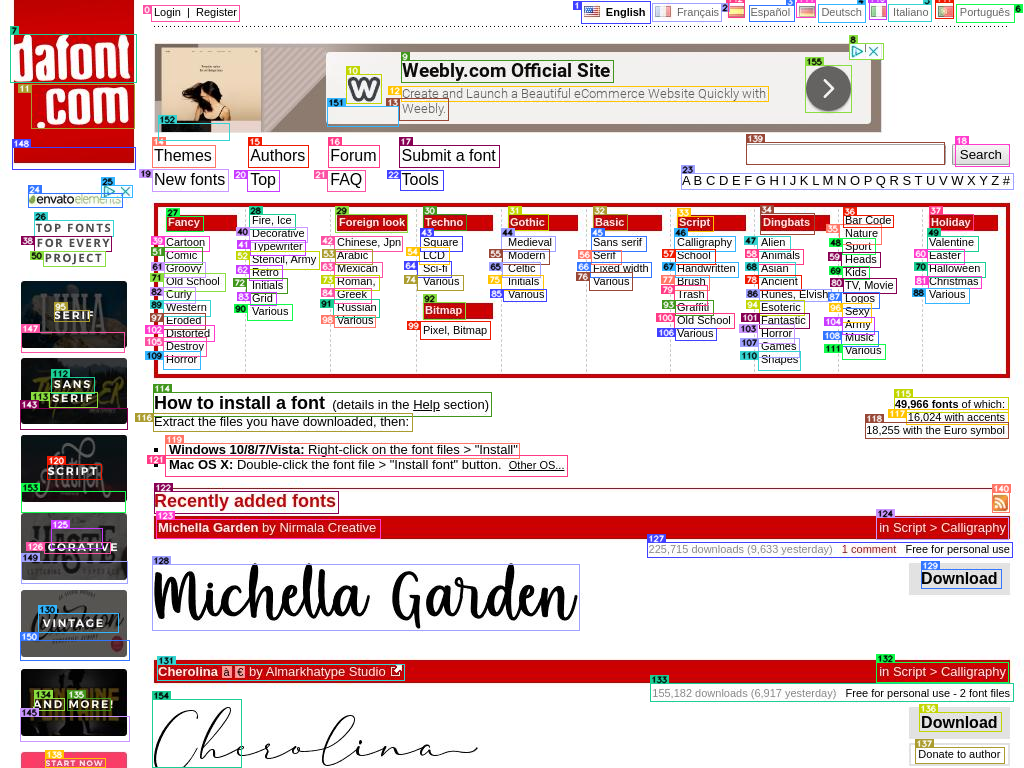 Login | Register
English Français Español Deutsch Italiano Português
dafont
.com
Weebly.com Official Site
Create and Launch a Beautiful eCommerce Website Quickly with
Weebly.
Themes Authors Forum Submit a font
New fonts Top FAQ Tools
Search
A B C D E F G H I J K L M N O P Q R S T U V W X Y Z #
envato elements
TOP FONTS
FOR EVERY
PROJECT
SERIF
SANS
SERIF
SCRIPT
CORATIVE
VINTAGE
AND MORE!
START NOW
Fancy
Cartoon
Comic
Groovy
Old School
Curly
Western
Eroded
Distorted
Destroy
Horror
Fire, Ice
Decorative
Typewriter
Stencil, Army
Retro
Initials
Grid
Various
Foreign look
Chinese, Jpn
Arabic
Mexican
Roman,
Greek
Russian
Various
Techno
Square
LCD
Sci-fi
Various
Bitmap
Pixel, Bitmap
Gothic
Medieval
Modern
Celtic
Initials
Various
Basic
Sans serif
Serif
Fixed width
Various
Script
Calligraphy
School
Handwritten
Brush
Trash
Graffiti
Old School
Various
Dingbats
Alien
Animals
Asian
Ancient
Runes, Elvish
Esoteric
Fantastic
Horror
Games
Shapes
Bar Code
Nature
Sport
Heads
Kids
TV, Movie
Logos
Sexy
Army
Music
Various
Holiday
Valentine
Easter
Halloween
Christmas
Various
How to install a font (details in the Help section)
Extract the files you have downloaded, then:
Windows 10/8/7/Vista: Right-click on the font files > "Install"
Mac OS X: Double-click the font file > "Install font" button. Other OS...
49,966 fonts of which:
16,024 with accents
18,255 with the Euro symbol
Recently added fonts
Michella Garden by Nirmala Creative in Script > Calligraphy
225,715 downloads (9,633 yesterday) 1 comment Free for personal use
Michella Garden
Download
Cherolina à € by Almarkhatype Studio in Script > Calligraphy
155,182 downloads (6,917 yesterday) Free for personal use - 2 font files
Cherolina
Download
Donate to author